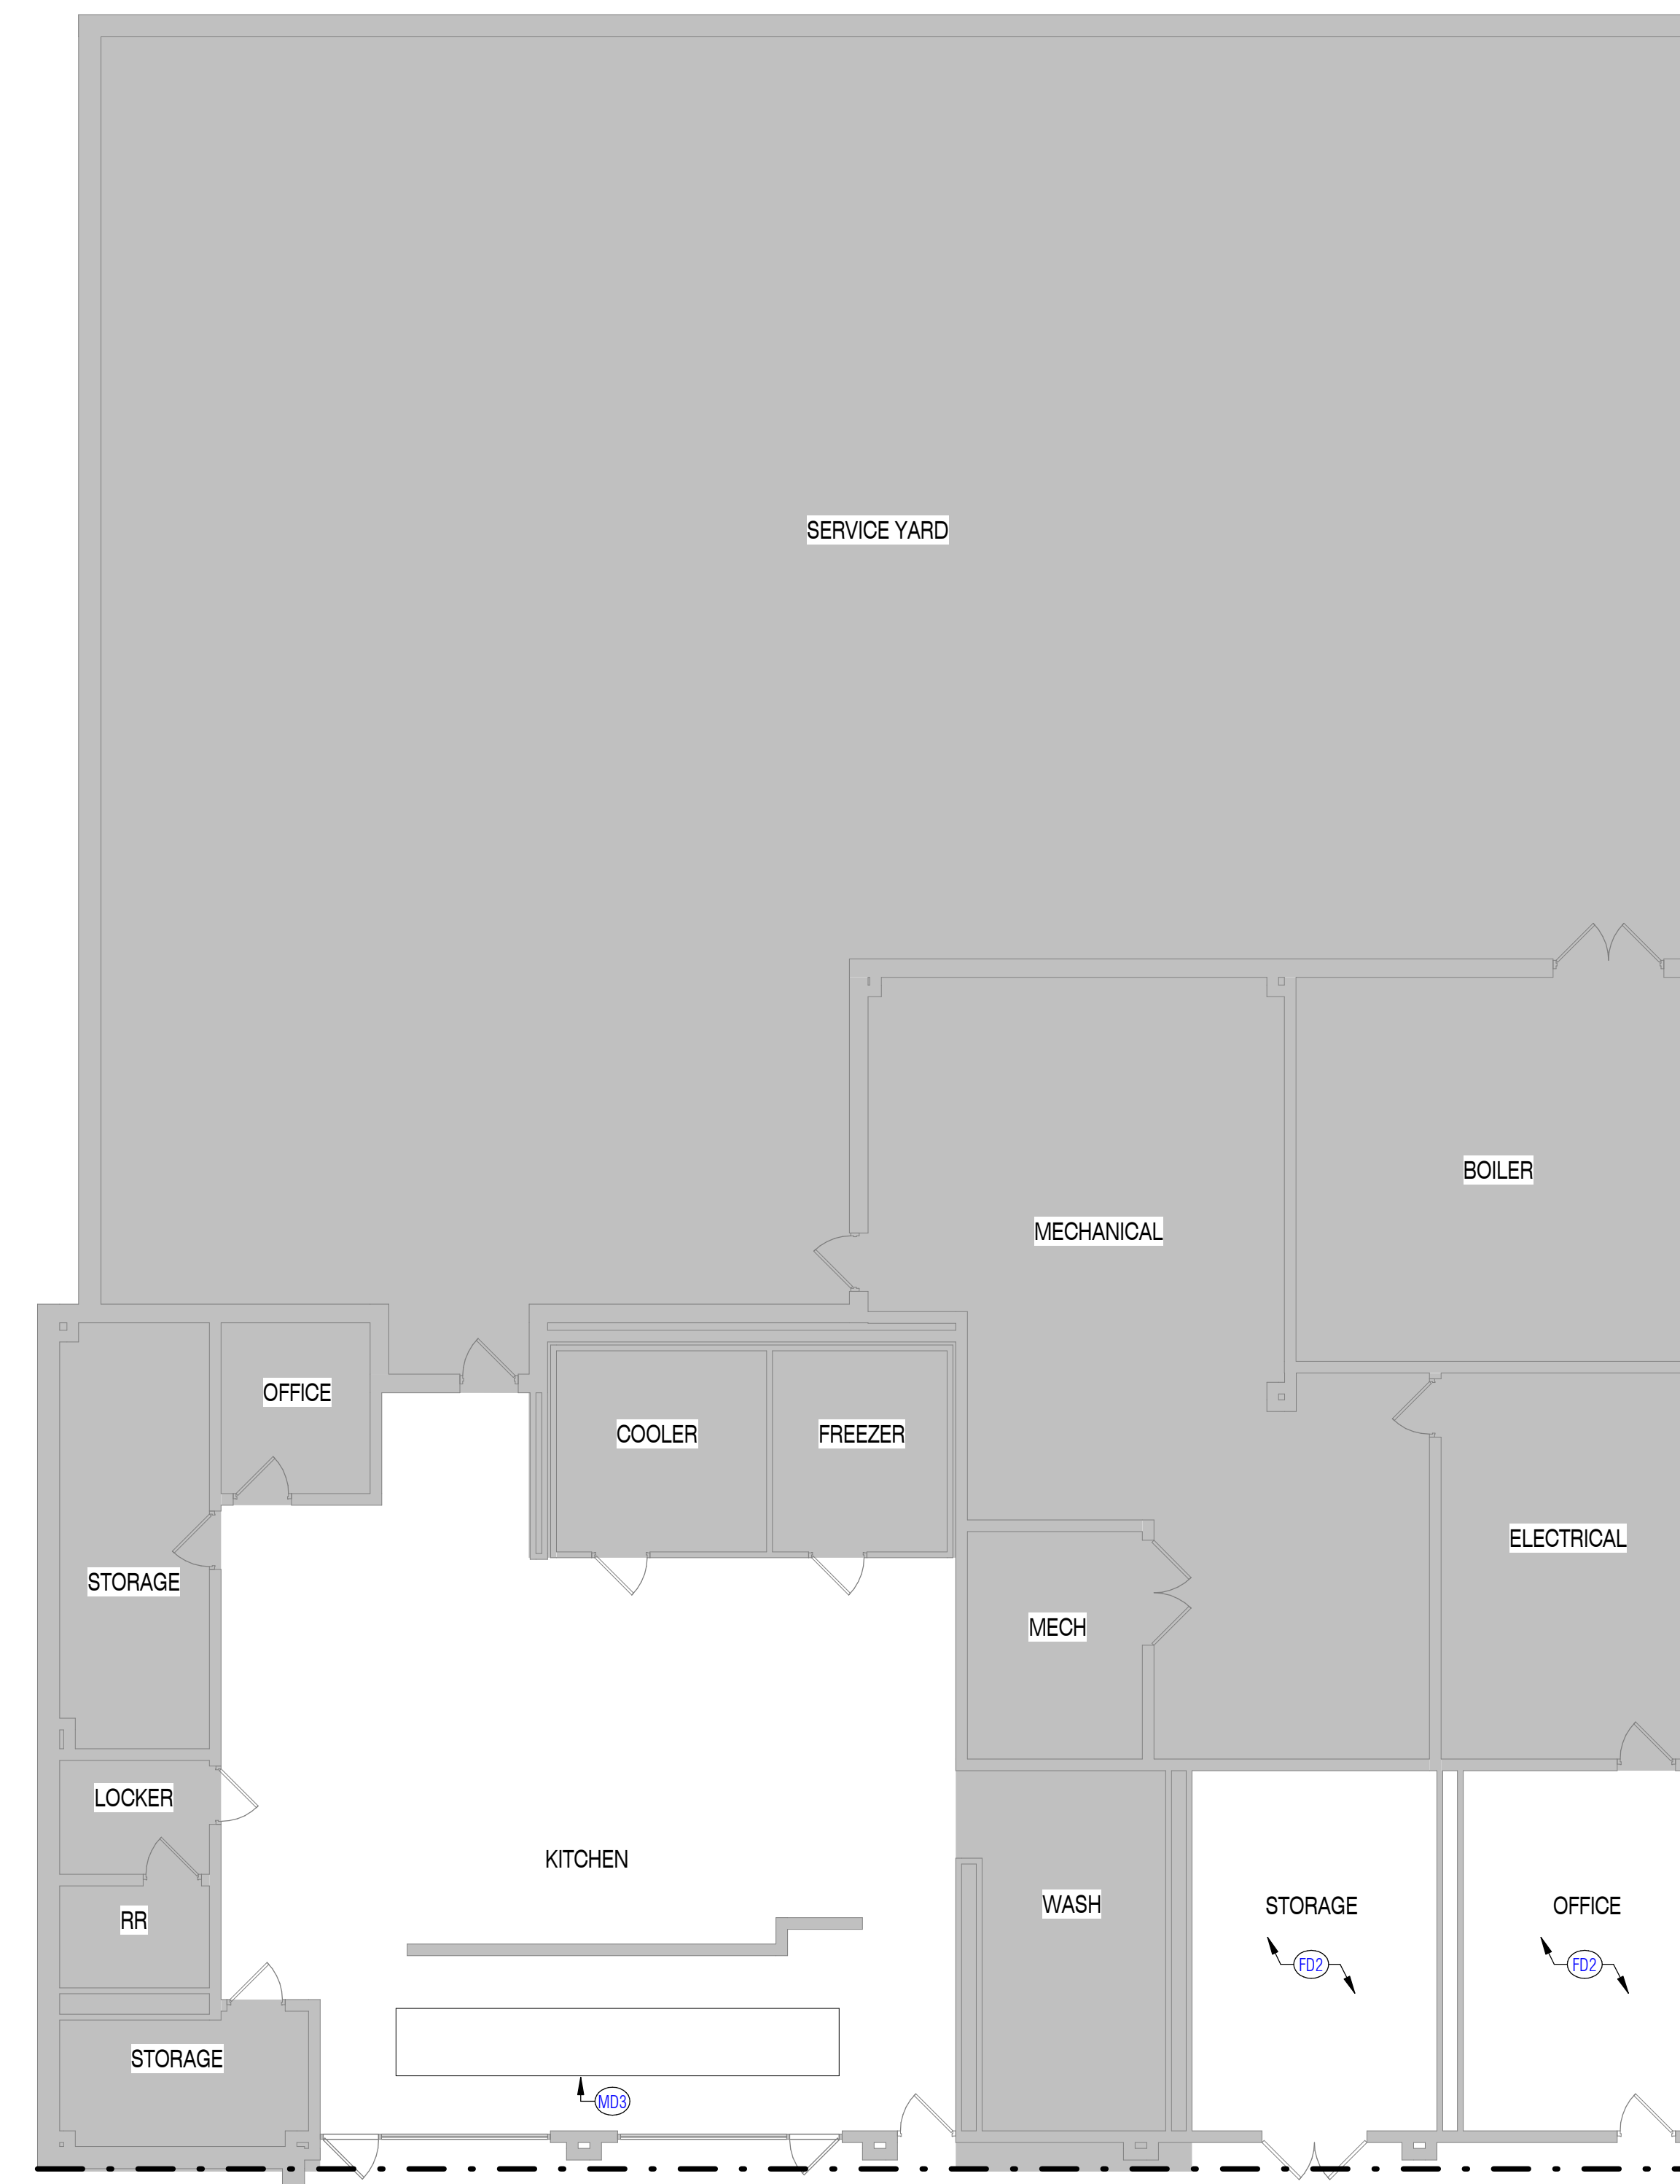 SERVICE YARD
BOILER
MECHANICAL
OFFICE
COOLER
FREEZER
ELECTRICAL
STORAGE
MECH
LOCKER
KITCHEN
WASH
STORAGE
OFFICE
RR
FD2
FD2
STORAGE
MD3